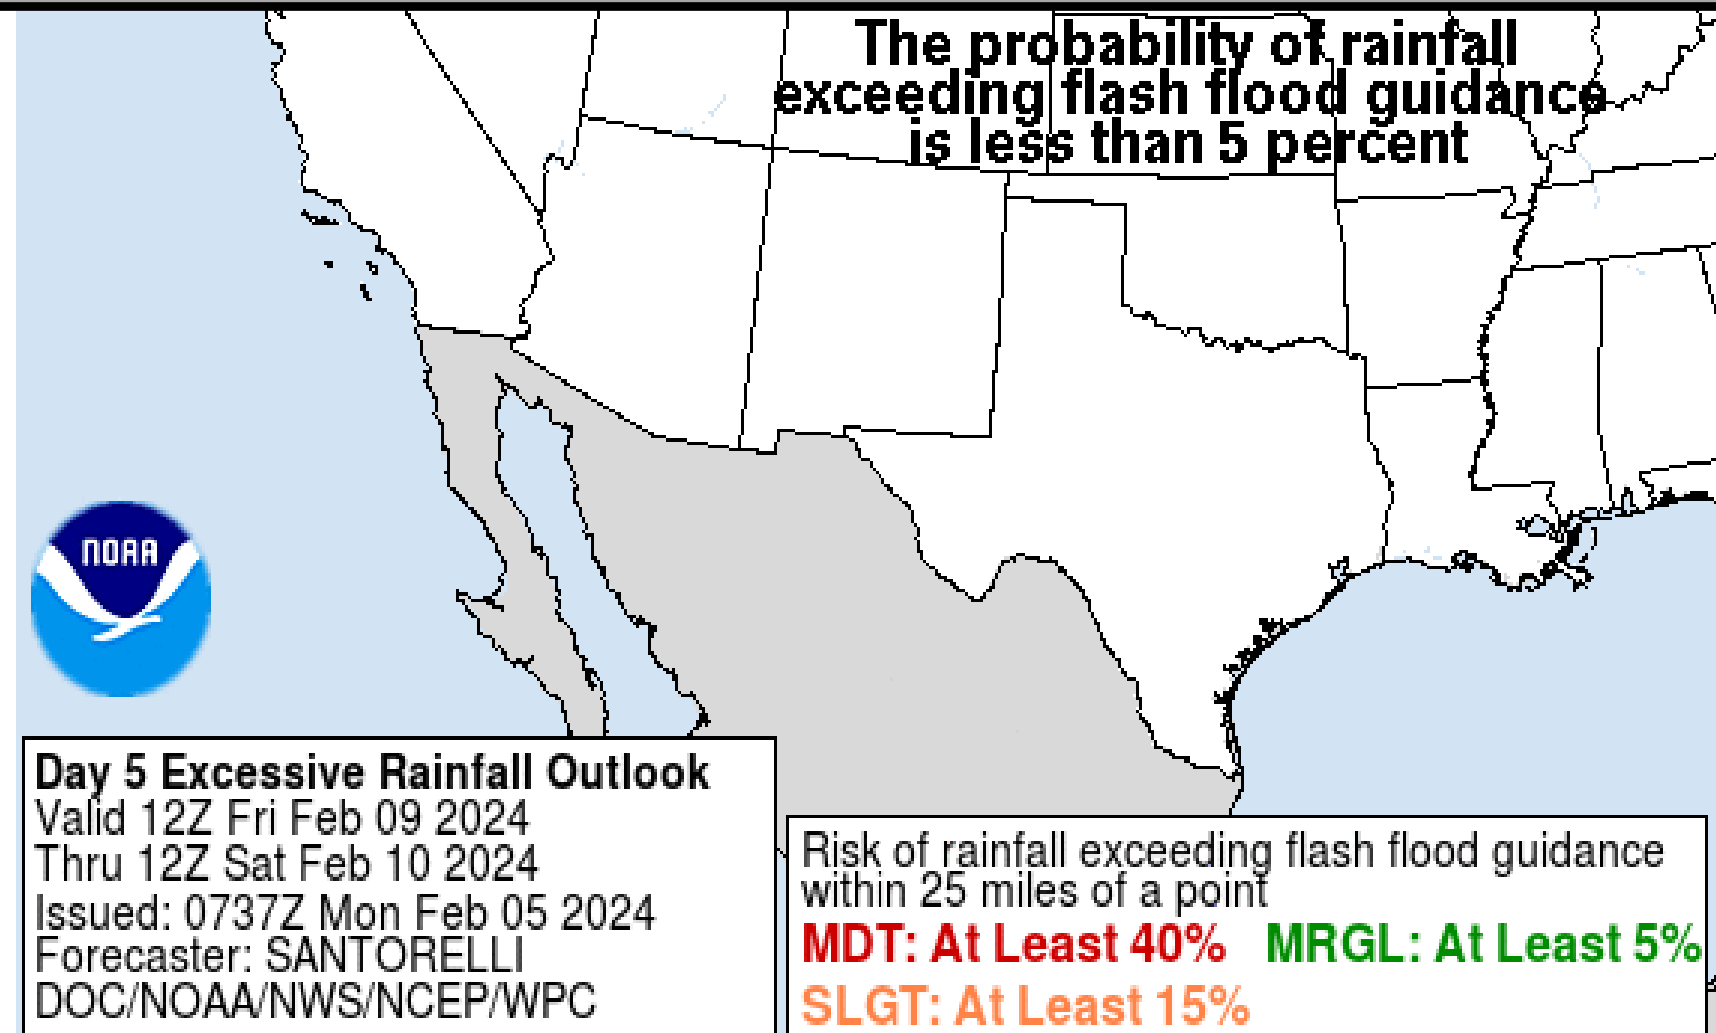 The probability of rainfall
exceeding flash flood guidance
is less than 5 percent
NOAA
Day 5 Excessive Rainfall Outlook
Valid 12Z Fri Feb 09 2024
Thru 12Z Sat Feb 10 2024
Issued: 0737Z Mon Feb 05 2024
Forecaster: SANTORELLI
DOC/NOAA/NWS/NCEP/WPC
Risk of rainfall exceeding flash flood guidance
within 25 miles of a point
MDT: At Least 40% MRGL: At Least 5%
SLGT: At Least 15%